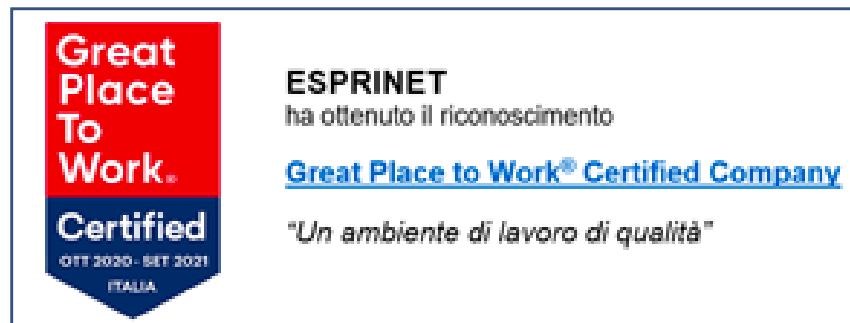 Great
Place
To
Work®
Certified
OTT 2020 - SET 2021
ITALIA
ESPRINET
ha ottenuto il riconoscimento
Great Place to Work® Certified Company
"Un ambiente di lavoro di qualità"